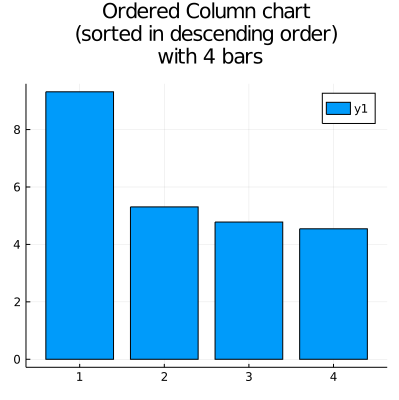 Ordered Column chart
(sorted in descending order)
with 4 bars
y1
8
6
4
2
0
1 2 3 4